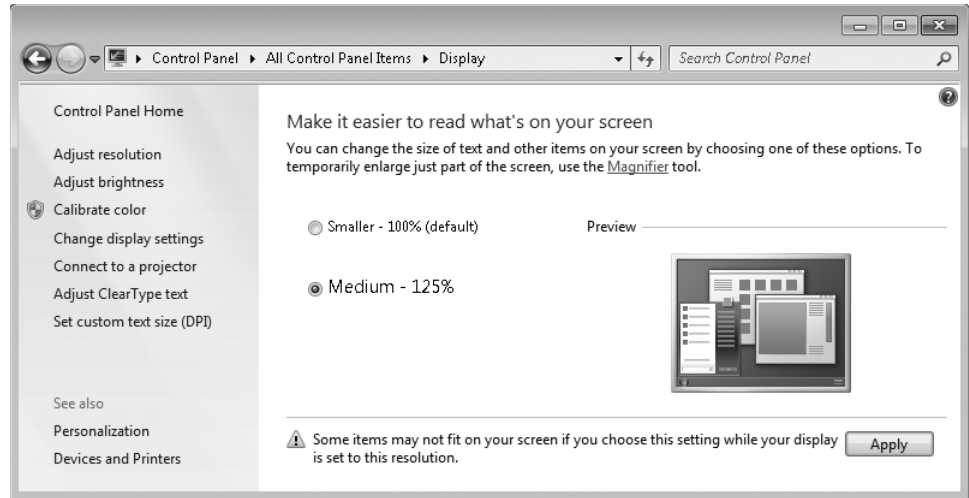 Control Panel All Control Panel Items Display
Search Control Panel
Control Panel Home
Adjust resolution
Adjust brightness
Calibrate color
Change display settings
Connect to a projector
Adjust ClearType text
Set custom text size (DPI)
See also
Personalization
Devices and Printers
Make it easier to read what's on your screen
You can change the size of text and other items on your screen by choosing one of these options. To
temporarily enlarge just part of the screen, use the Magnifier tool.
Smaller - 100% (default)
Preview
Medium - 125%
Some items may not fit on your screen if you choose this setting while your display
is set to this resolution.
Apply